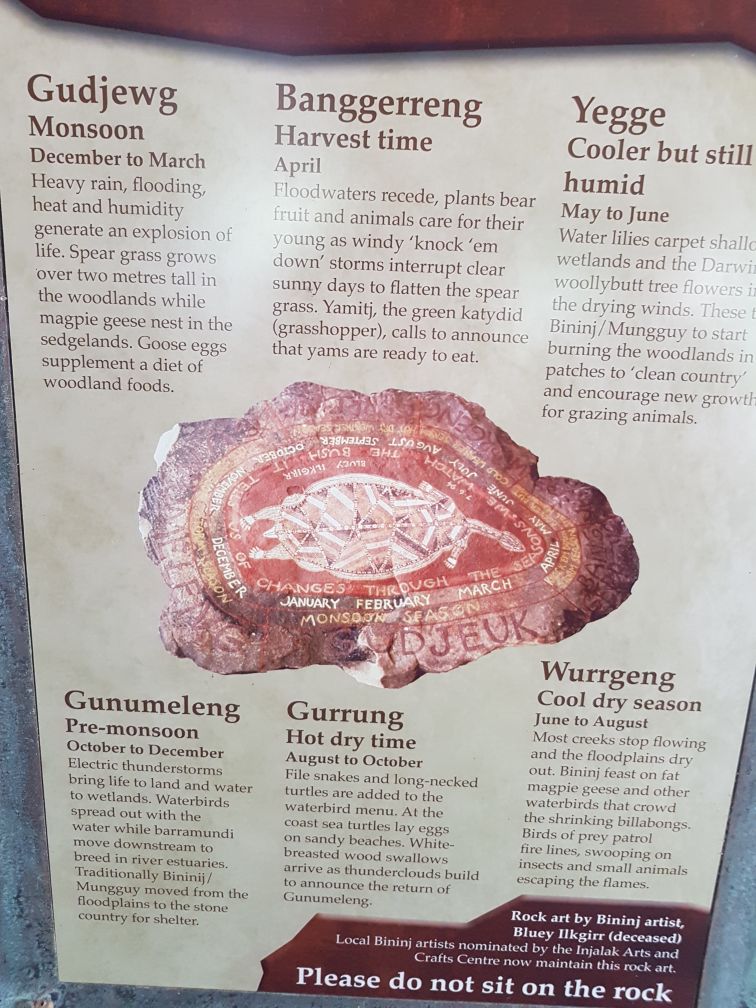 Gudjewg
Monsoon
December to March
Heavy rain, flooding,
heat and humidity
generate an explosion of
life. Spear grass grows
over two metres tall in
the woodlands while
magpie geese nest in the
sedgelands. Goose eggs
supplement a diet of
woodland foods.
Banggerreng
Harvest time
April
Floodwaters recede, plants bear
fruit and animals care for their
young as windy 'knock 'em
down' storms interrupt clear
sunny days to flatten the spear
grass. Yamitj, the green katydid
(grasshopper), calls to announce
that yams are ready to eat.
Yegge
Cooler but still
humid
May to June
Water lilies carpet
wetlands and the
woollybutt tree flowers
the drying winds. These
Bininj/Mungguy to start
burning the woodlands in
patches to 'clean country'
and encourage new growth
for grazing animals.
OCTOBER SEPTEMBER AUGUST JULY JUNE MAY APRIL
THE BUSH
BLUEY ILKGIRR
DECEMBER
OF CHANGES THROUGH THE
JANUARY FEBRUARY MARCH
MONSOON SEASON
Gunumeleng
Pre-monsoon
October to December
Electric thunderstorms
bring life to land and water
to wetlands. Waterbirds
spread out with the
water while barramundi
move downstream to
breed in river estuaries.
Traditionally Bininij/
Mungguy moved from the
floodplains to the stone
country for shelter.
Gurrung
Hot dry time
August to October
File snakes and long-necked
turtles are added to the
waterbird menu. At the
coast sea turtles lay eggs
on sandy beaches. White-
breasted wood swallows
arrive as thunderclouds build
to announce the return of
Gunumeleng.
Wurrgeng
Cool dry season
June to August
Most creeks stop flowing
and the floodplains dry
out. Bininj feast on fat
magpie geese and other
waterbirds that crowd
the shrinking billabongs.
Birds of prey patrol
fire lines, swooping on
insects and small animals
escaping the flames.
Rock art by Bininj artist,
Bluey Ilkgirr (deceased)
Local Bininj artists nominated by the Injalak Arts and
Crafts Centre now maintain this rock art.
Please do not sit on the rock